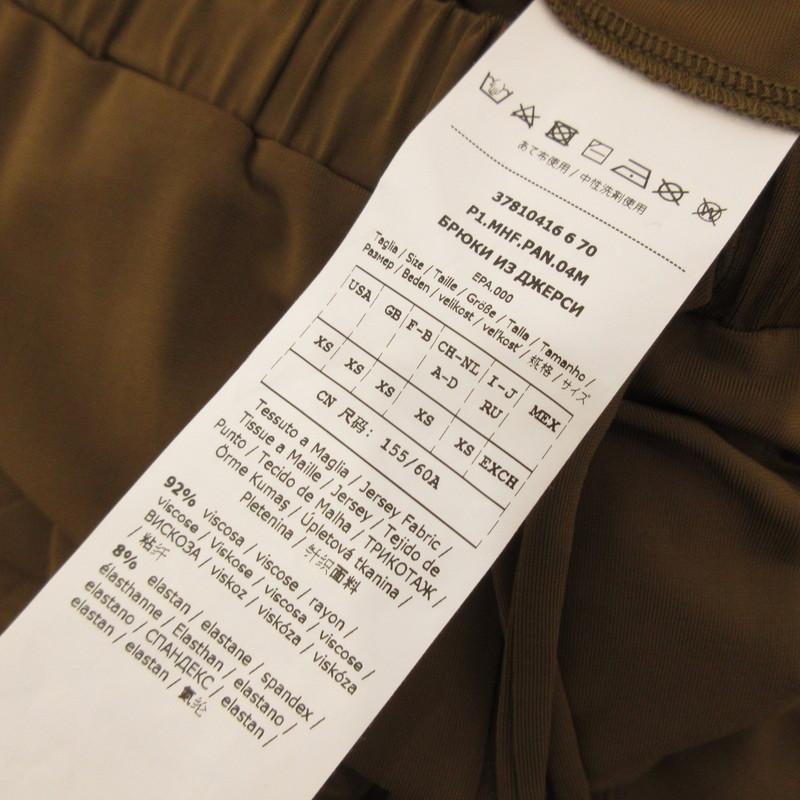 あて布使用 / 中性洗剤使用
37810416 6 70
P1.MHF.PAN.04M
БРЮКИ ИЗ ДЖЕРСИ
EPA.000
Taglia / Size / Taille / Größe / Talla / Tamanho /
Размер / Beden / velikost / veľkosť / 规格 / サイズ
USA GB E-B CH-NL I-J MEX
A-D RU
XS XS XS XS XS EXCH
CN 尺码: 155/60A
Tessuto a Maglia / Jersey Fabric /
Tissue a Maille / Jersey / Tejido de
Punto / Tecido de Malha / ТРИКОТАЖ /
Örme Kumaş / Úpletová tkanina /
Pletenina / 针织面料
92% viscosa / viscose / rayon /
viscose / Viskose / viscosa / viscose /
ВИСКОЗА / viskoz / viskóza / viskóza
/ 粘纤
8% elastan / elastane / spandex /
élasthanne / Elasthan / elastano /
elastano / СПАНДЕКС / elastan /
elastan / elastan / 氨纶